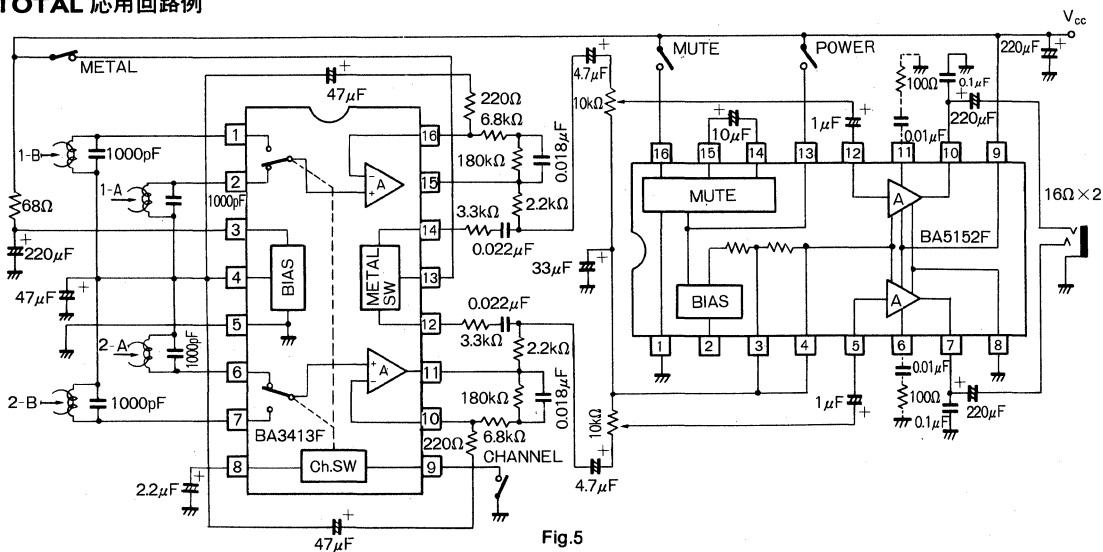 TOTAL 応用回路例
Vcc
METAL
MUTE
POWER
220μF
+
47μF
+
4.7μF
+
100Ω
0.1μF
220μF
+
220Ω
6.8kΩ
10kΩ
1μF
+
10μF
+
0.01μF
1-B
1000pF
1
16
180kΩ
0.018μF
16
15
14
13
12
11
10
9
1-A
1000pF
2
A
15
2.2kΩ
MUTE
A
16Ω×2
68Ω
3
14
3.3kΩ
0.022μF
BA5152F
220μF
+
BIAS
METAL SW
13
33μF
+
47μF
+
4
BIAS
A
5
12
0.022μF
3.3kΩ
2.2kΩ
1
2
3
4
5
6
7
8
2-A
1000pF
6
A
11
180kΩ
0.018μF
0.01μF
100Ω
0.1μF
220μF
+
1μF
+
2-B
1000pF
7
BA3413F
10
220Ω
6.8kΩ
10kΩ
8
Ch.SW
9
CHANNEL
2.2μF
+
4.7μF
+
47μF
+
Fig.5